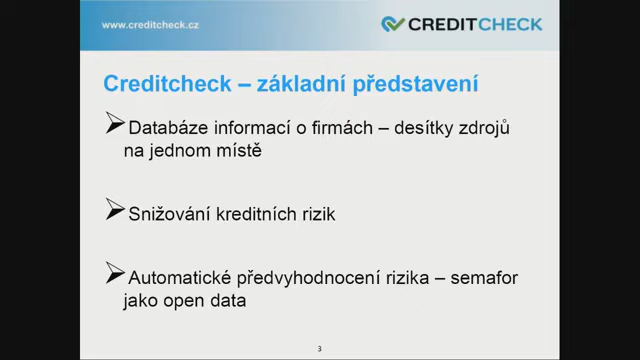 www.creditcheck.cz
CREDITCHECK
Creditcheck – základní představení
Databáze informací o firmách – desítky zdrojů
na jednom místě
Snižování kreditních rizik
Automatické předvyhodnocení rizika – semafor
jako open data
3